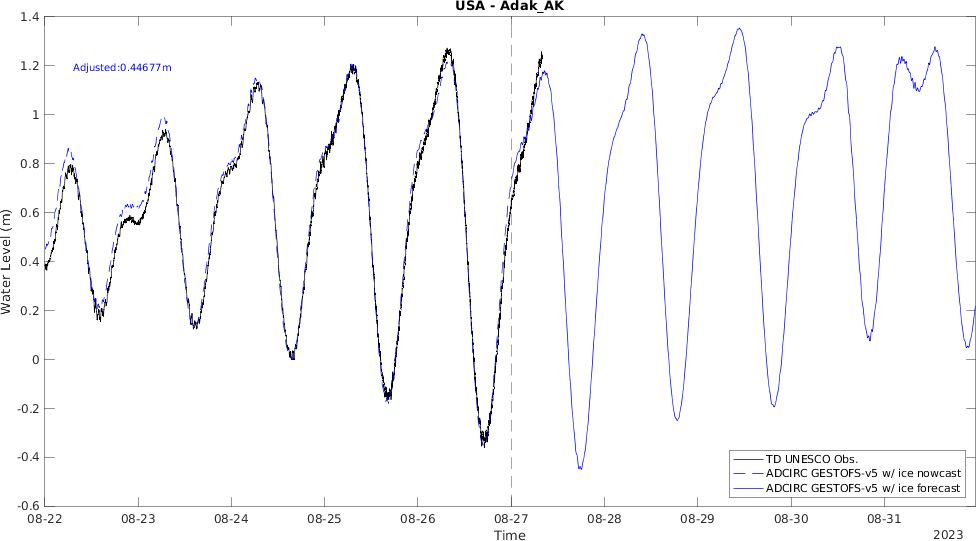 USA - Adak_AK
1.4
1.2
1
0.8
0.6
0.4
0.2
0
-0.2
-0.4
-0.6
Water Level (m)
Adjusted:0.44677m
TD UNESCO Obs.
ADCIRC GESTOFS-v5 w/ ice nowcast
ADCIRC GESTOFS-v5 w/ ice forecast
08-22 08-23 08-24 08-25 08-26 08-27 08-28 08-29 08-30 08-31
Time
2023